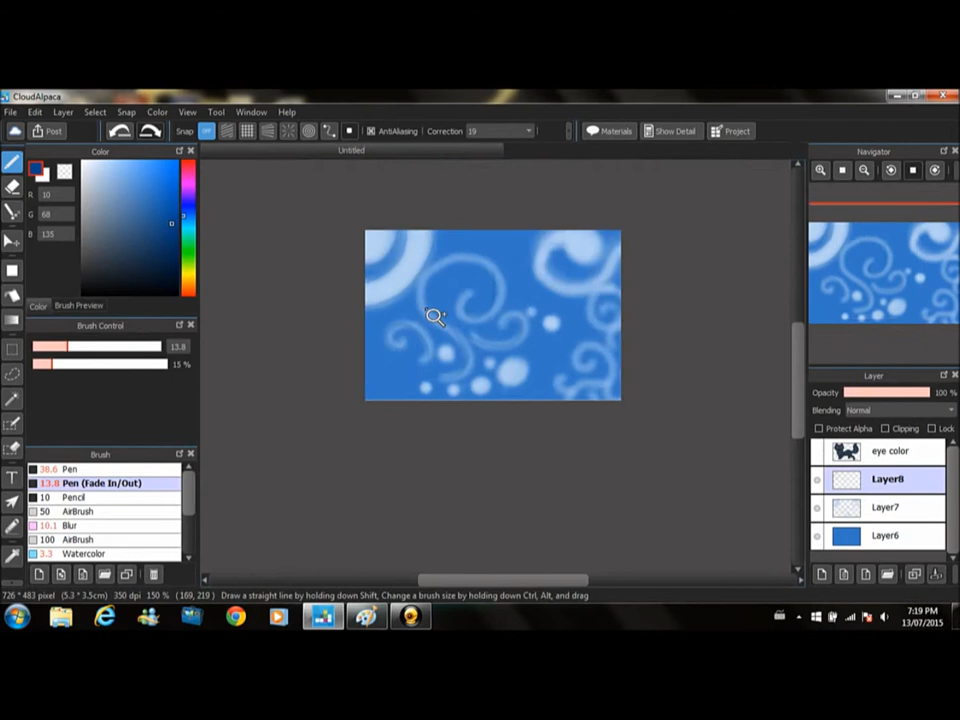 CloudAlpaca
File Edit Layer Select Snap Color View Tool Window Help
Post Snap OFF AntiAliasing Correction 19 Materials Show Detail Project
Color
Untitled
Navigator
R 10
G 68
B 135
Color Brush Preview
Brush Control
13.8
15 %
Layer
Opacity 100 %
Blending Normal
Protect Alpha Clipping Lock
eye color
Layer8
Layer7
Layer6
Brush
38.6 Pen
13.8 Pen (Fade In/Out)
10 Pencil
50 AirBrush
10.1 Blur
100 AirBrush
3.3 Watercolor
726 * 483 pixel (5.3 * 3.5cm) 350 dpi 150 % (169, 219) Draw a straight line by holding down Shift, Change a brush size by holding down Ctrl, Alt, and drag
7:19 PM
13/07/2015